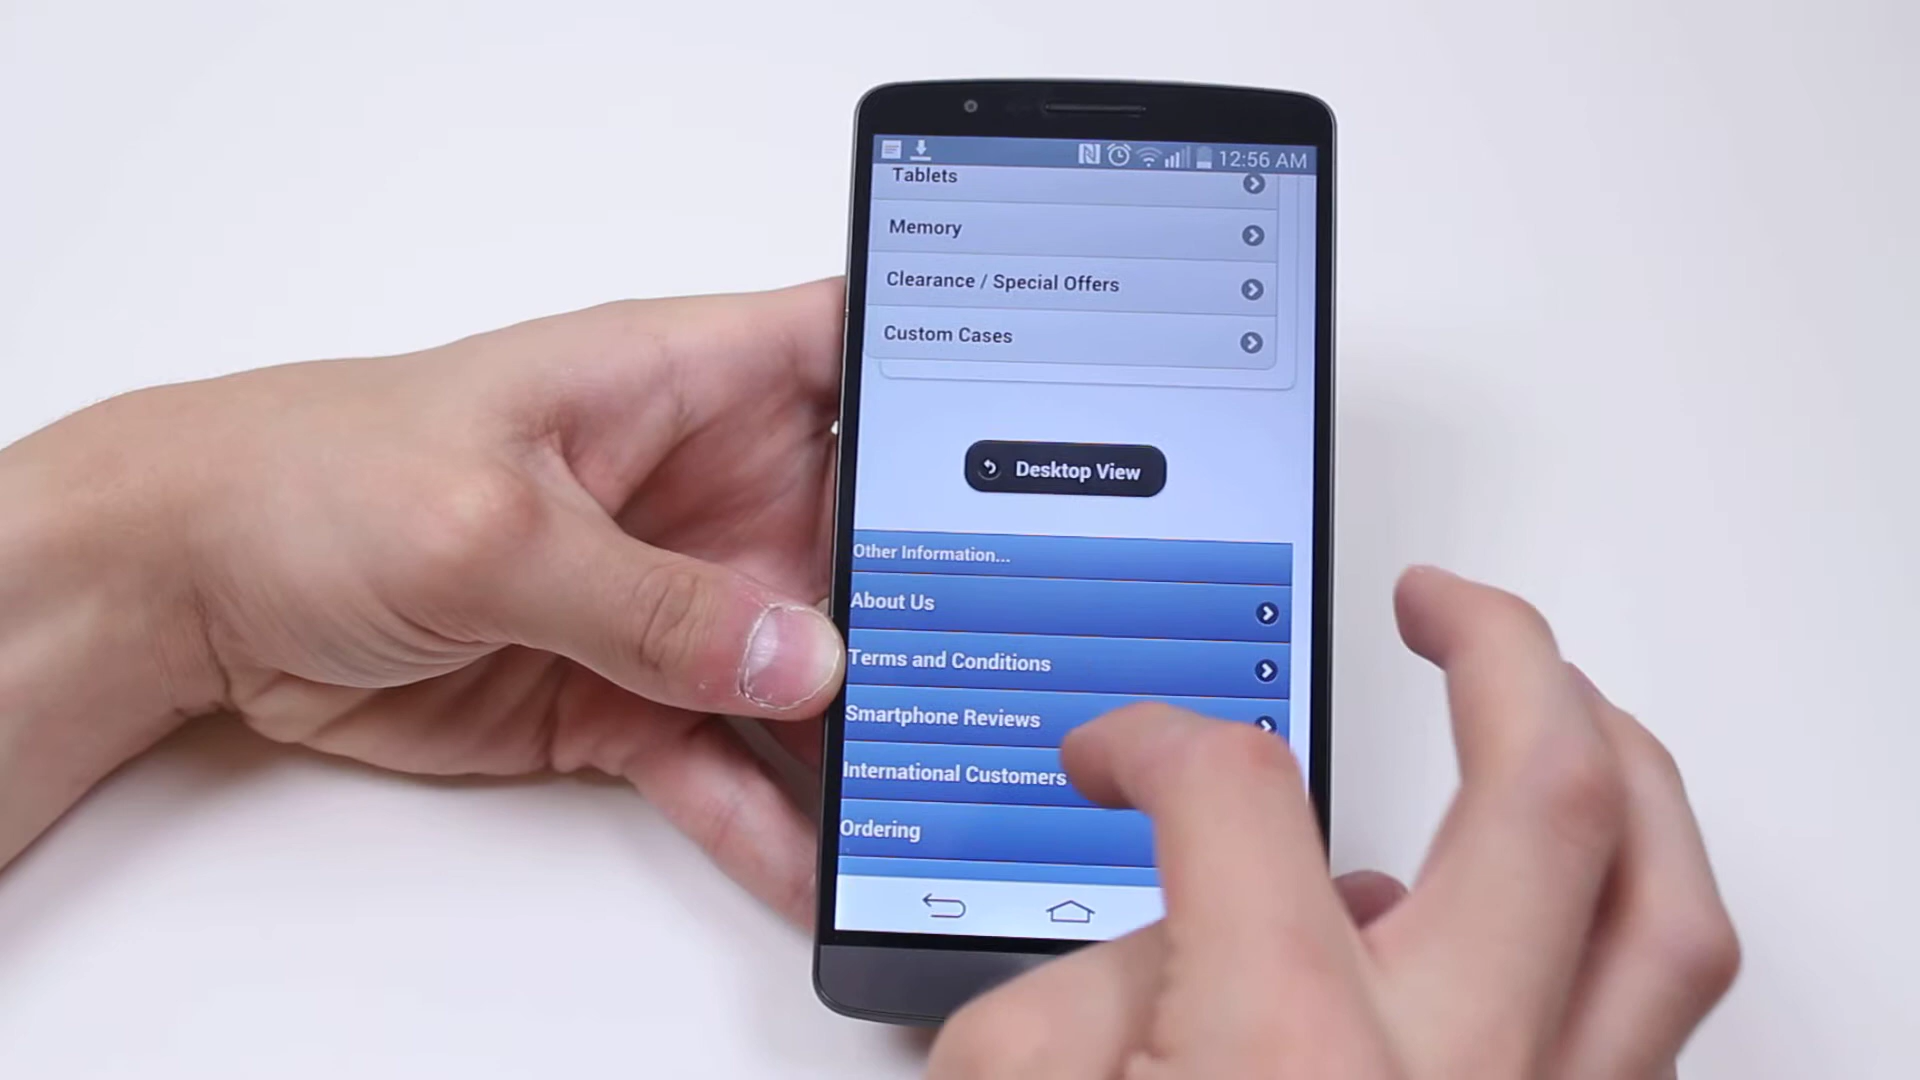 12:56 AM
Tablets
Memory
Clearance / Special Offers
Custom Cases
Desktop View
Other Information...
About Us
Terms and Conditions
Smartphone Reviews
International Customers
Ordering